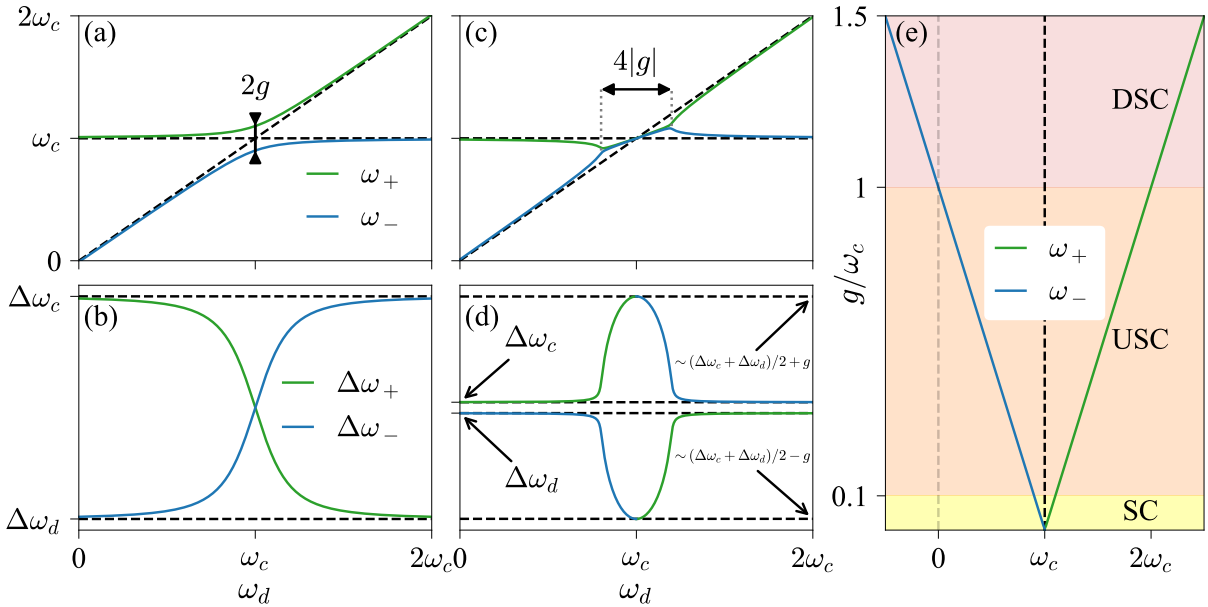 (a)
2ω_c
ω_c
0
2g
ω_+
ω_−
(b)
Δω_c
Δω_d
Δω_+
Δω_−
0
ω_c
2ω_c
ω_d
(c)
4|g|
(d)
Δω_c
∼(Δω_c + Δω_d)/2 + g
∼(Δω_c + Δω_d)/2 − g
Δω_d
0
ω_c
2ω_c
ω_d
(e)
g/ω_c
1.5
1
0.1
DSC
ω_+
ω_−
USC
SC
0
ω_c
2ω_c